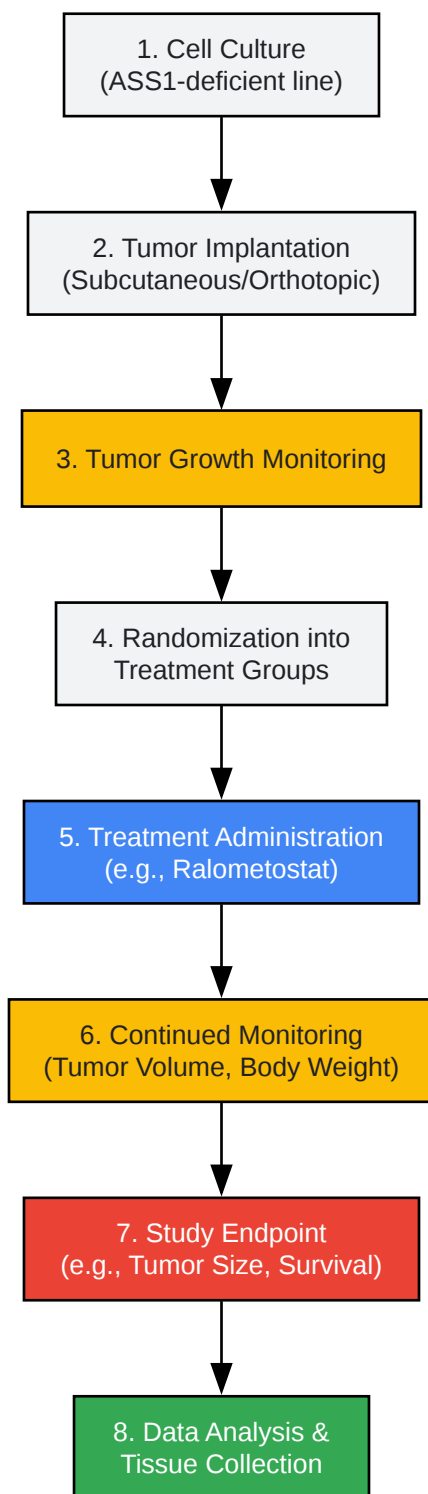 1. Cell Culture
(ASS1-deficient line)
2. Tumor Implantation
(Subcutaneous/Orthotopic)
3. Tumor Growth Monitoring
4. Randomization into
Treatment Groups
5. Treatment Administration
(e.g., Ralometostat)
6. Continued Monitoring
(Tumor Volume, Body Weight)
7. Study Endpoint
(e.g., Tumor Size, Survival)
8. Data Analysis &
Tissue Collection